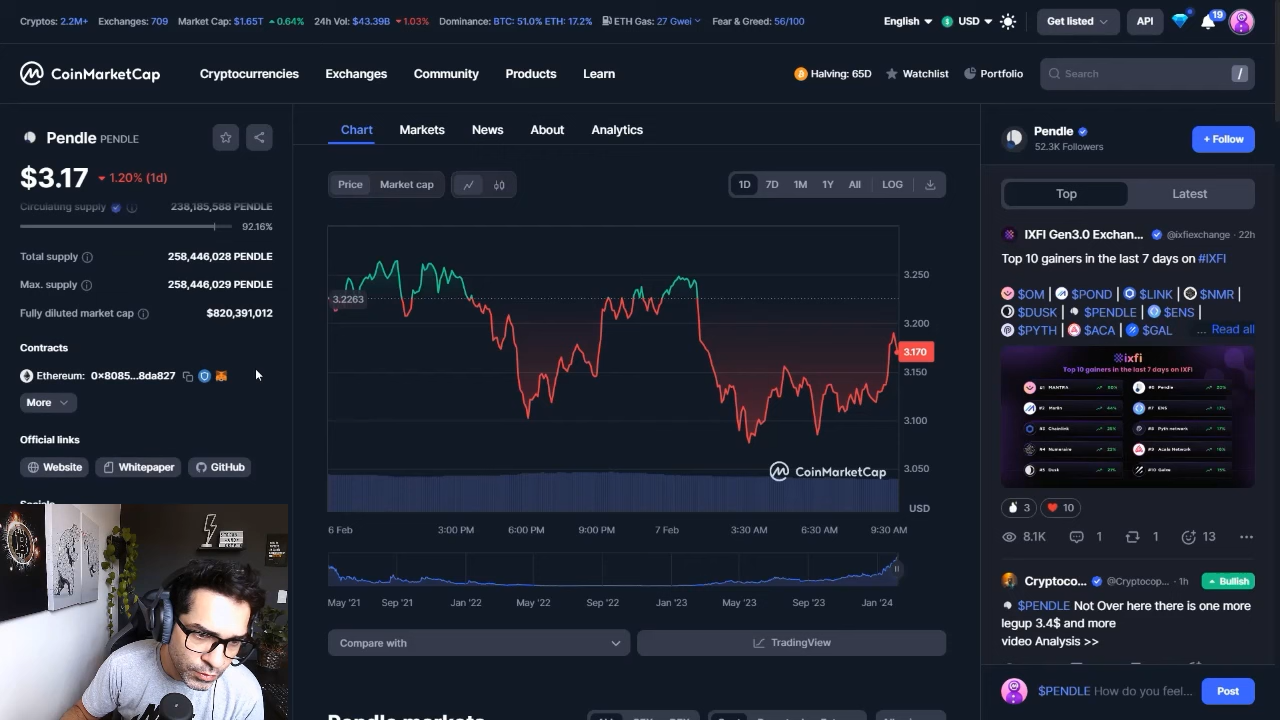 Cryptos: 2.2M+ Exchanges: 709 Market Cap: $1.65T 0.64% 24h Vol: $43.39B 1.03% Dominance: BTC: 51.0% ETH: 17.2% ETH Gas: 27 Gwei Fear & Greed: 56/100
English USD Get listed API 19
CoinMarketCap Cryptocurrencies Exchanges Community Products Learn Halving: 65D Watchlist Portfolio Search /
Pendle PENDLE
$3.17 1.20% (1d)
Circulating supply 238,185,588 PENDLE
92.16%
Total supply 258,446,028 PENDLE
Max. supply 258,446,029 PENDLE
Fully diluted market cap $820,391,012
Contracts
Ethereum: 0x8085...8da827
More
Official links
Website Whitepaper GitHub
Socials
Chart Markets News About Analytics
Price Market cap 1D 7D 1M 1Y All LOG
3.2263
3.250
3.200
3.170
3.150
3.100
3.050
CoinMarketCap
USD
6 Feb 3:00 PM 6:00 PM 9:00 PM 7 Feb 3:30 AM 6:30 AM 9:30 AM
May '21 Sep '21 Jan '22 May '22 Sep '22 Jan '23 May '23 Sep '23 Jan '24
Compare with TradingView
Pendle markets
Pendle
52.3K Followers
+ Follow
Top Latest
IXFI Gen3.0 Exchan... @ixfiexchange · 22h
Top 10 gainers in the last 7 days on #IXFI
$OM | $POND | $LINK | $NMR |
$DUSK | $PENDLE | $ENS |
$PYTH | $ACA | $GAL ... Read all
ixfi
Top 10 gainers in the last 7 days on IXFI
3 10
8.1K 1 1 13
Cryptoco... @Cryptocop... · 1h Bullish
$PENDLE Not Over here there is one more
legup 3.4$ and more
video Analysis >>
$PENDLE How do you feel... Post